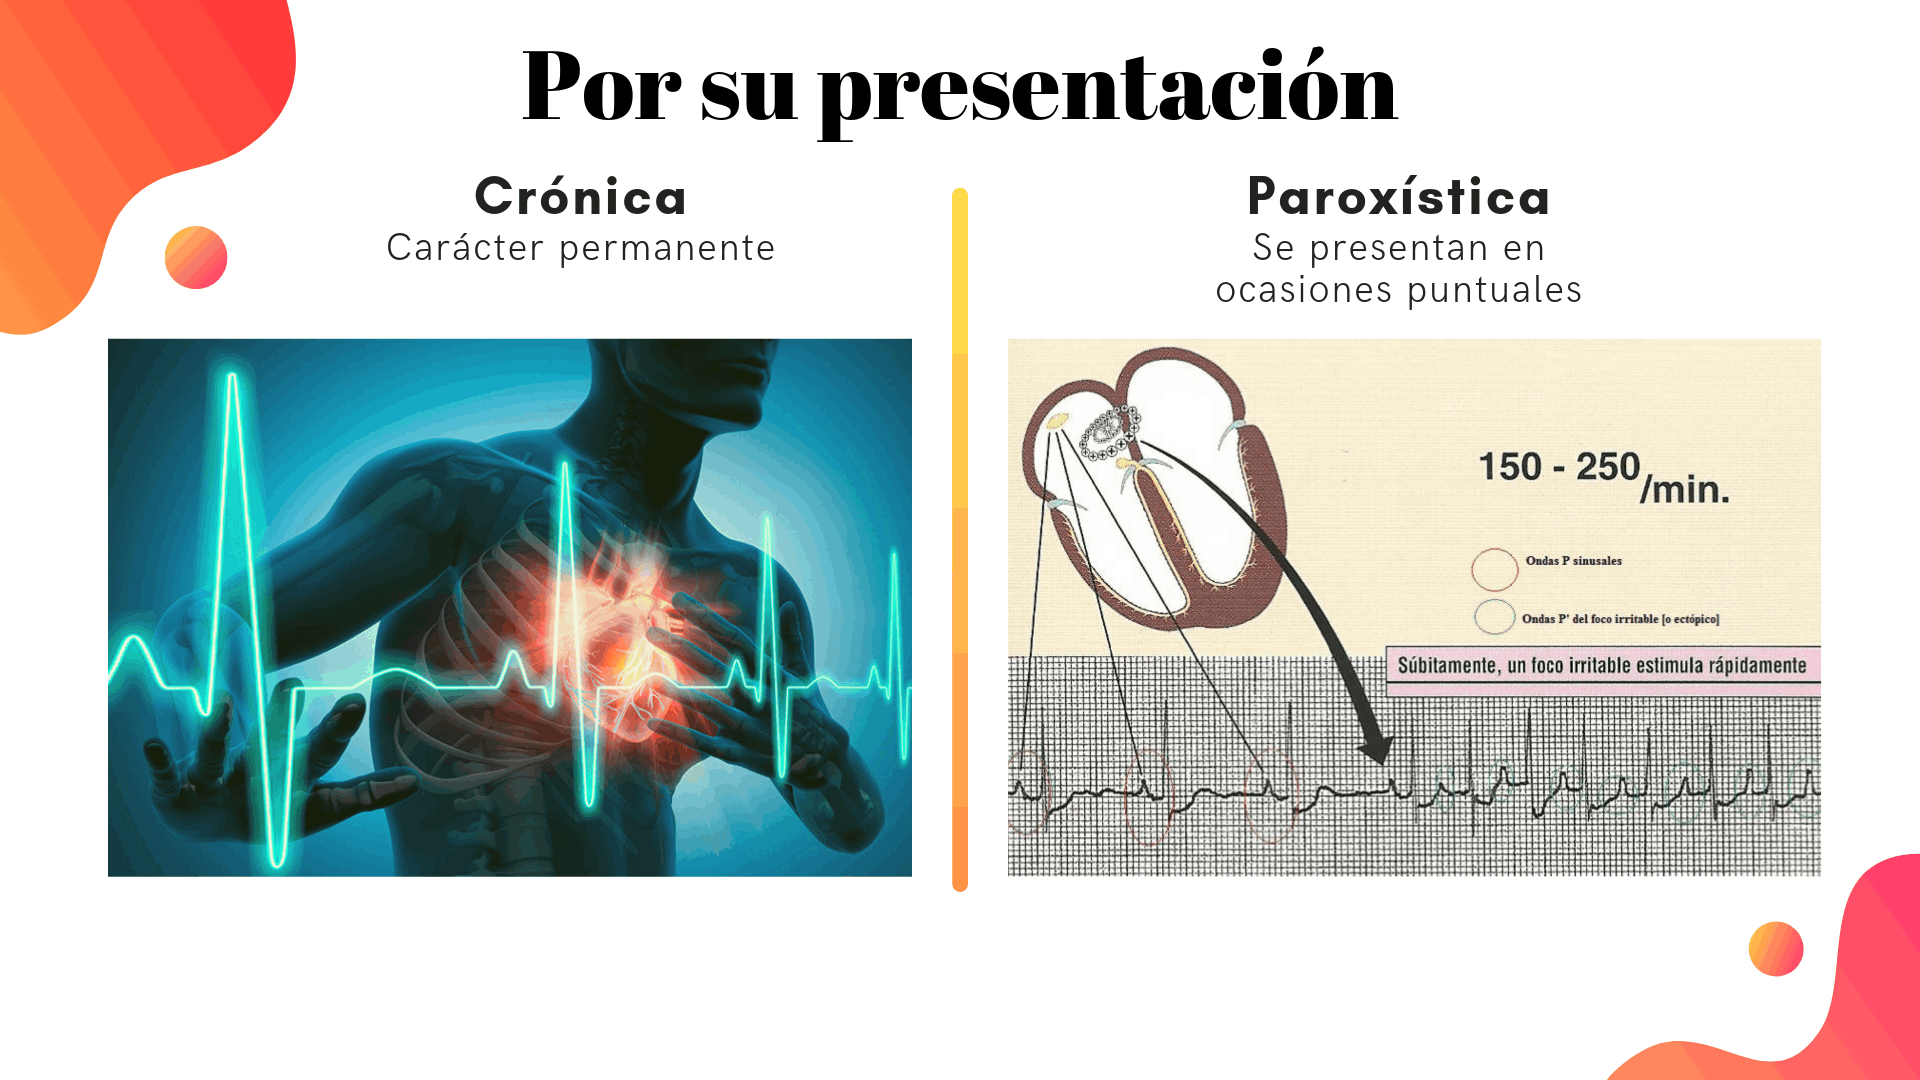 Por su presentación
Crónica
Carácter permanente
Paroxística
Se presentan en
ocasiones puntuales
150 - 250/min.
Ondas P sinusales
Ondas P' del foco irritable [o ectópico]
Súbitamente, un foco irritable estimula rápidamente